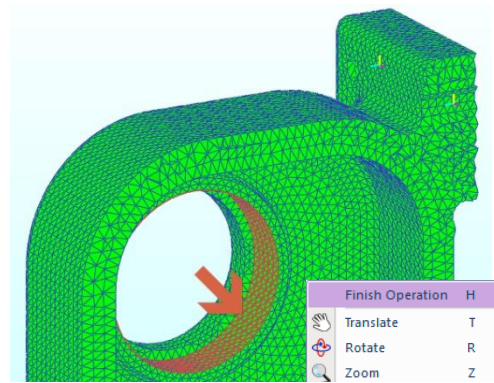 Finish Operation H
Translate T
Rotate R
Zoom Z